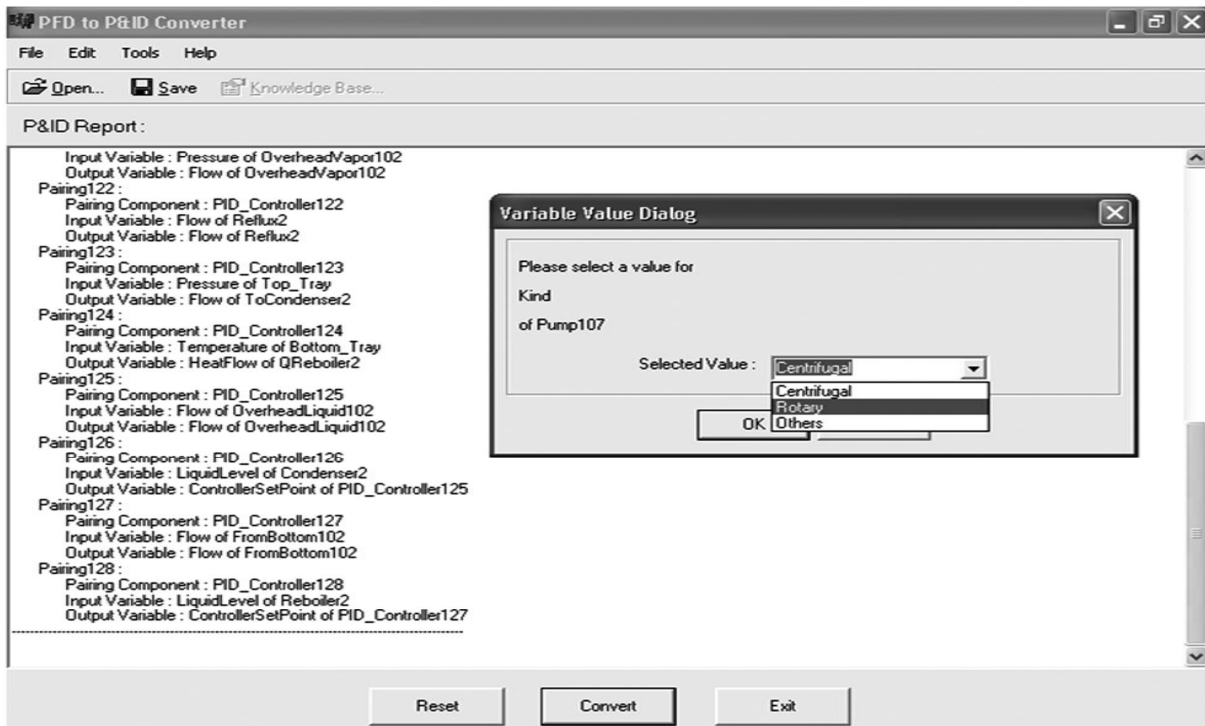 PFD to P&ID Converter
File Edit Tools Help
Open... Save Knowledge Base...
P&ID Report :
Input Variable : Pressure of OverheadVapor102
Output Variable : Flow of OverheadVapor102
Pairing122 :
Pairing Component : PID_Controller122
Input Variable : Flow of Reflux2
Output Variable : Flow of Reflux2
Pairing123 :
Pairing Component : PID_Controller123
Input Variable : Pressure of Top_Tray
Output Variable : Flow of ToCondenser2
Pairing124 :
Pairing Component : PID_Controller124
Input Variable : Temperature of Bottom_Tray
Output Variable : HeatFlow of QReboiler2
Pairing125 :
Pairing Component : PID_Controller125
Input Variable : Flow of OverheadLiquid102
Output Variable : Flow of OverheadLiquid102
Pairing126 :
Pairing Component : PID_Controller126
Input Variable : LiquidLevel of Condenser2
Output Variable : ControllerSetPoint of PID_Controller125
Pairing127 :
Pairing Component : PID_Controller127
Input Variable : Flow of FromBottom102
Output Variable : Flow of FromBottom102
Pairing128 :
Pairing Component : PID_Controller128
Input Variable : LiquidLevel of Reboiler2
Output Variable : ControllerSetPoint of PID_Controller127
Variable Value Dialog
Please select a value for
Kind
of Pump107
Selected Value : Centrifugal
Centrifugal
Rotary
Others
OK
Reset Convert Exit